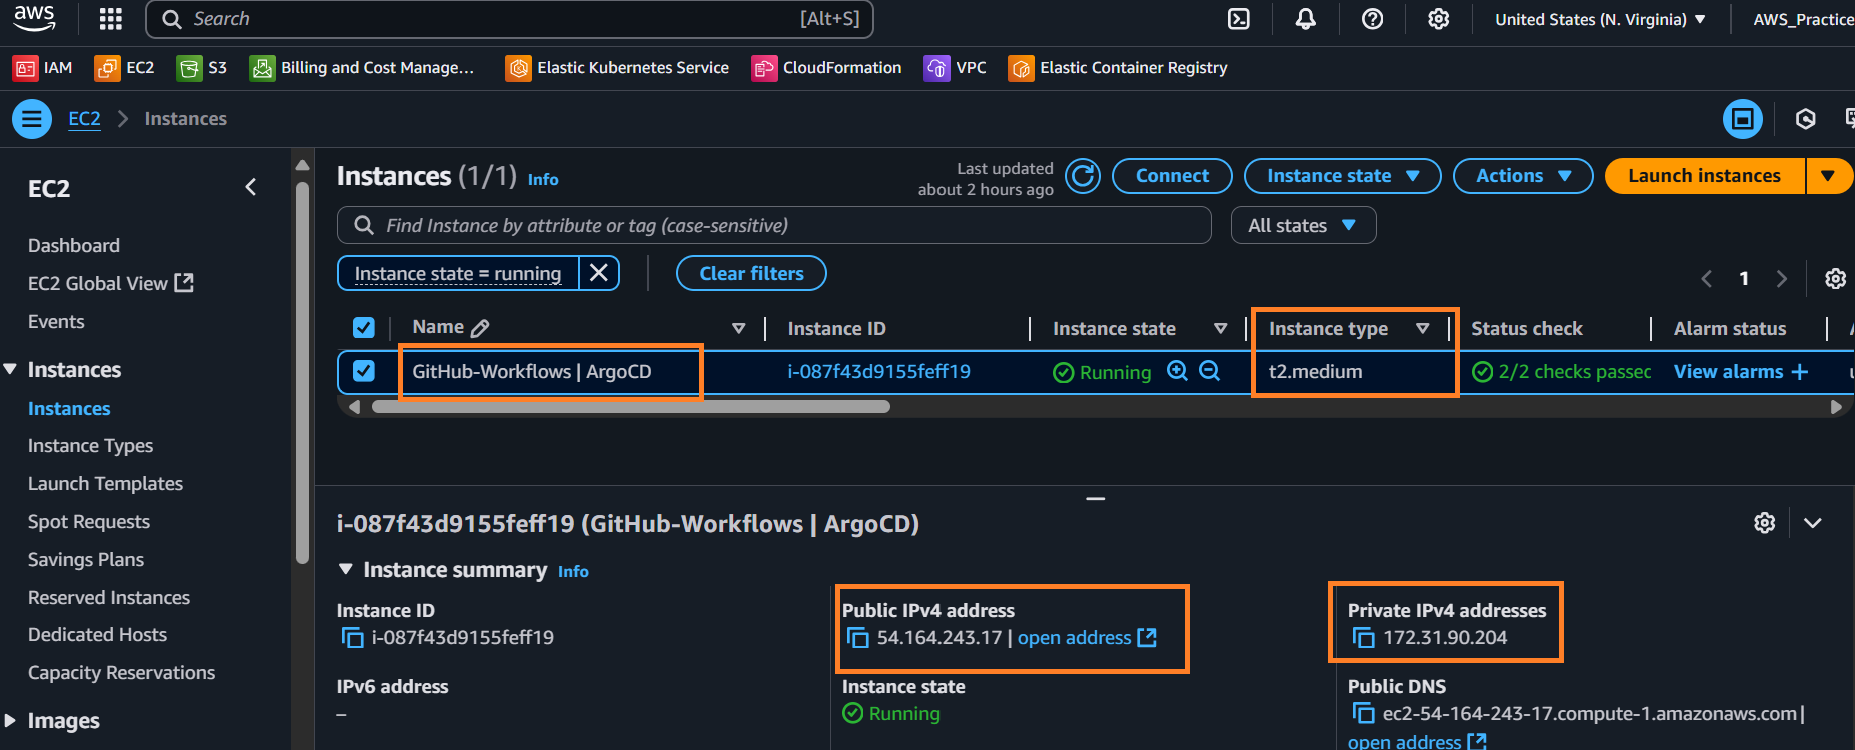 aws
Search [Alt+S]
United States (N. Virginia)
AWS_Practice
IAM EC2 S3 Billing and Cost Manage... Elastic Kubernetes Service CloudFormation VPC Elastic Container Registry
EC2 > Instances
EC2
Dashboard
EC2 Global View
Events
Instances
Instances
Instance Types
Launch Templates
Spot Requests
Savings Plans
Reserved Instances
Dedicated Hosts
Capacity Reservations
Images
Instances (1/1) Info
Last updated
about 2 hours ago
Connect
Instance state
Actions
Launch instances
Find Instance by attribute or tag (case-sensitive)
All states
Instance state = running
Clear filters
1
Name Instance ID Instance state Instance type Status check Alarm status
GitHub-Workflows | ArgoCD i-087f43d9155feff19 Running t2.medium 2/2 checks passec View alarms +
i-087f43d9155feff19 (GitHub-Workflows | ArgoCD)
Instance summary Info
Instance ID
i-087f43d9155feff19
Public IPv4 address
54.164.243.17 | open address
Private IPv4 addresses
172.31.90.204
IPv6 address
–
Instance state
Running
Public DNS
ec2-54-164-243-17.compute-1.amazonaws.com |
open address